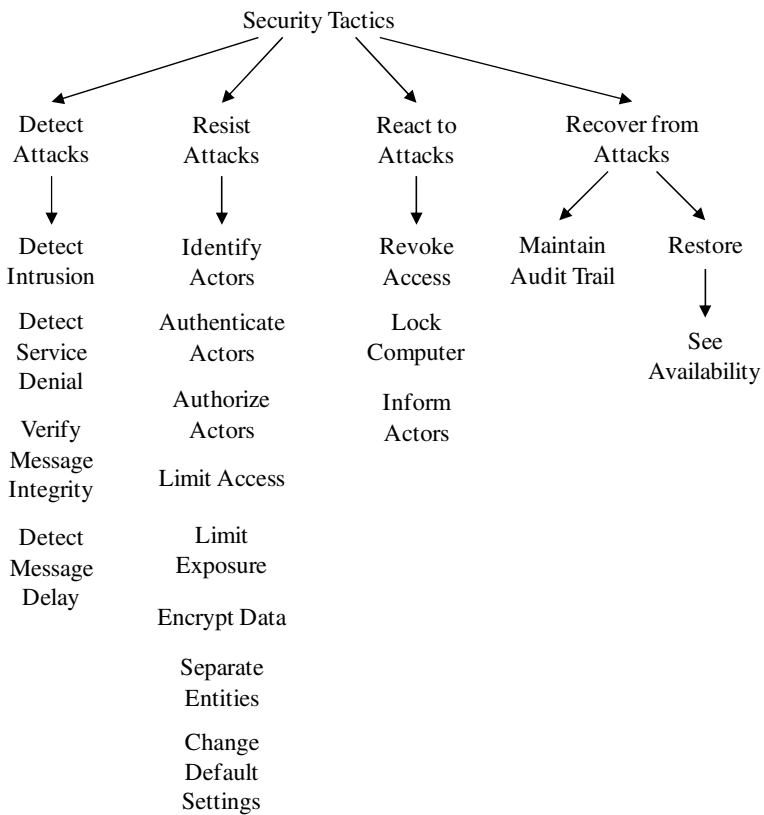 Security Tactics
Detect
Attacks
Resist
Attacks
React to
Attacks
Recover from
Attacks
Detect
Intrusion
Detect
Service
Denial
Verify
Message
Integrity
Detect
Message
Delay
Identify
Actors
Authenticate
Actors
Authorize
Actors
Limit Access
Limit
Exposure
Encrypt Data
Separate
Entities
Change
Default
Settings
Revoke
Access
Lock
Computer
Inform
Actors
Maintain
Audit Trail
Restore
See
Availability